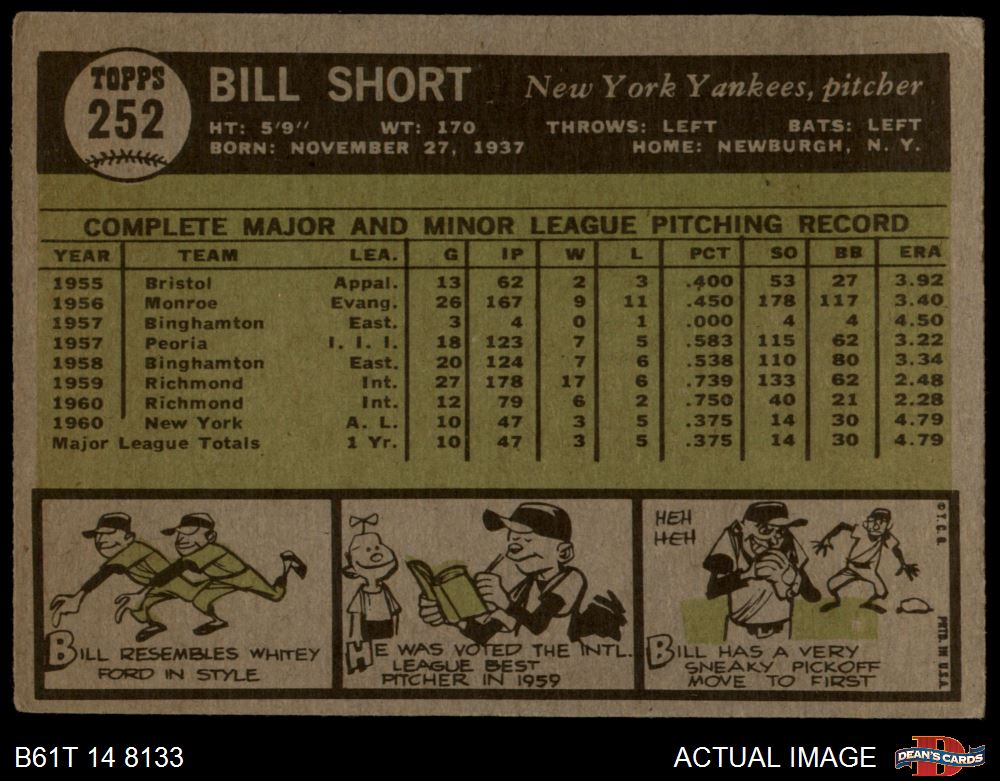 TOPPS
252
BILL SHORT New York Yankees, pitcher
HT: 5'9" WT: 170 THROWS: LEFT BATS: LEFT
BORN: NOVEMBER 27, 1937 HOME: NEWBURGH, N. Y.
COMPLETE MAJOR AND MINOR LEAGUE PITCHING RECORD
YEAR TEAM LEA. G IP W L PCT SO BB ERA
1955 Bristol Appal. 13 62 2 3 .400 53 27 3.92
1956 Monroe Evang. 26 167 9 11 .450 178 117 3.40
1957 Binghamton East. 3 4 0 1 .000 4 4 4.50
1957 Peoria I. I. I. 18 123 7 5 .583 115 62 3.22
1958 Binghamton East. 20 124 7 6 .538 110 80 3.34
1959 Richmond Int. 27 178 17 6 .739 133 62 2.48
1960 Richmond Int. 12 79 6 2 .750 40 21 2.28
1960 New York A. L. 10 47 3 5 .375 14 30 4.79
Major League Totals 1 Yr. 10 47 3 5 .375 14 30 4.79
BILL RESEMBLES WHITEY
FORD IN STYLE
HE WAS VOTED THE INTL.
LEAGUE BEST
PITCHER IN 1959
HEH
HEH
BILL HAS A VERY
SNEAKY PICKOFF
MOVE TO FIRST
© T. C. G.
PRTD. IN U.S.A.
B61T 14 8133 ACTUAL IMAGE
D
DEAN'S CARDS